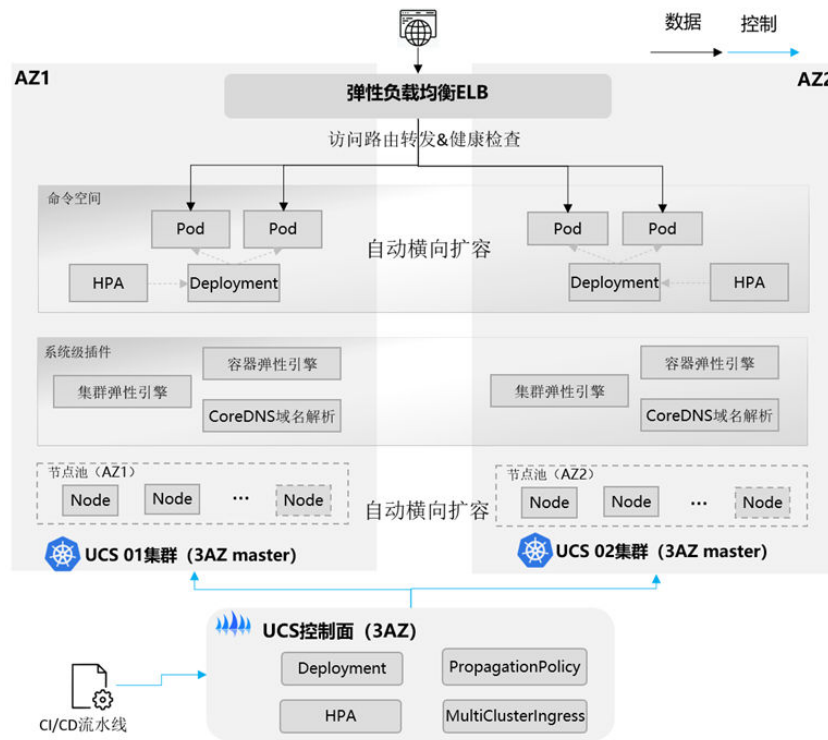 数据
控制
AZ1
AZ2
弹性负载均衡ELB
访问路由转发&健康检查
命令空间
Pod
Pod
Pod
Pod
自动横向扩容
HPA
Deployment
Deployment
HPA
系统级插件
容器弹性引擎
容器弹性引擎
集群弹性引擎
集群弹性引擎
CoreDNS域名解析
CoreDNS域名解析
节点池（AZ1）
节点池（AZ2）
Node
Node
...
Node
Node
Node
...
Node
自动横向扩容
UCS 01集群（3AZ master）
UCS 02集群（3AZ master）
UCS控制面（3AZ）
Deployment
PropagationPolicy
HPA
MultiClusterIngress
CI/CD流水线